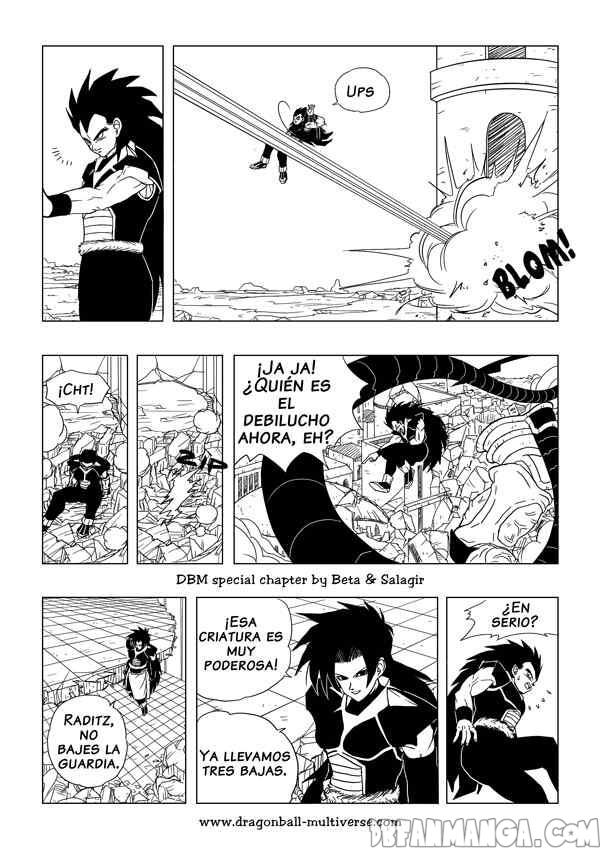 UPS
BLOM!
¡CHT!
ZIP
¡JA JA!
¿QUIÉN ES
EL
DEBILUCHO
AHORA, EH?
DBM special chapter by Beta & Salagir
RADITZ,
NO
BAJES LA
GUARDIA.
¡ESA
CRIATURA ES
MUY
PODEROSA!
YA LLEVAMOS
TRES BAJAS.
¿EN
SERIO?
www.dragonball-multiverse.com
DBFANMANGA.COM